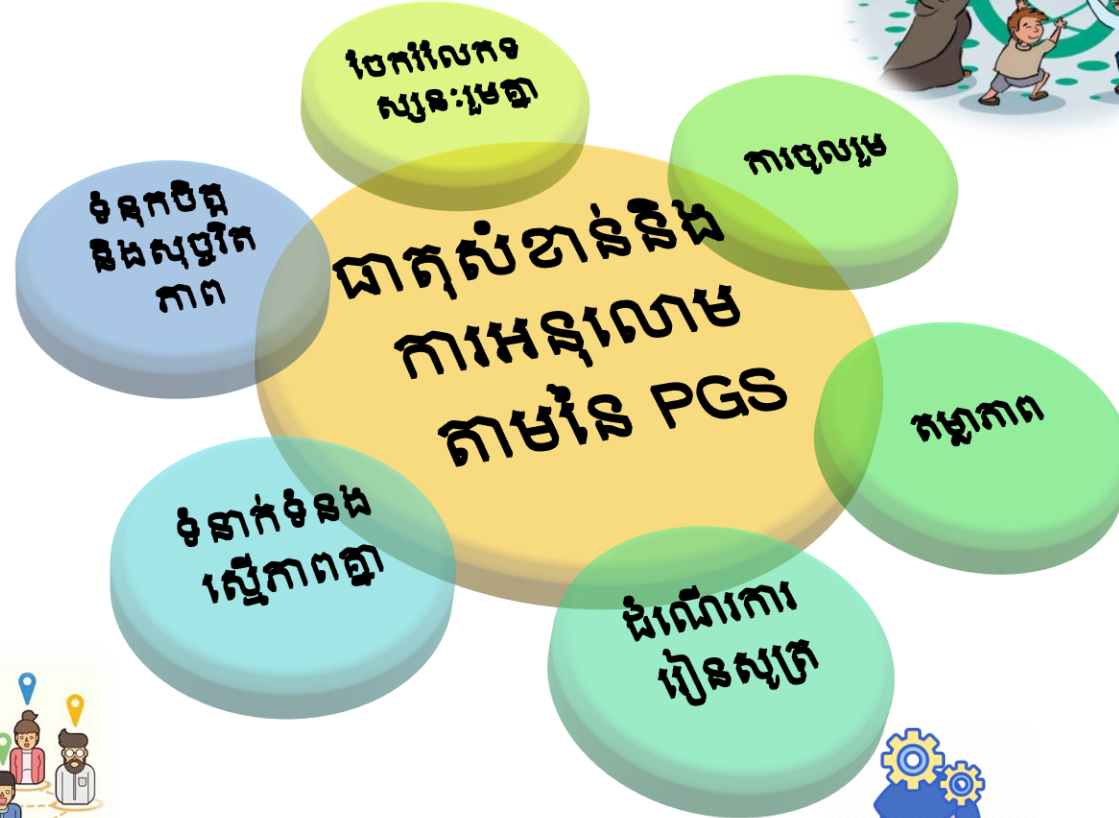 ចែករំលែកទ
ស្សនៈរួមគ្នា
ការចូលរួម
តម្លាភាព
ដំណើរការ
រៀនសូត្រ
ទំនាក់ទំនង
ស្មើភាពគ្នា
ទំនុកចិត្ត
និងសុច្ចរិត
ភាព
ធាតុសំខាន់និង
ការអនុលោម
តាមនៃ PGS